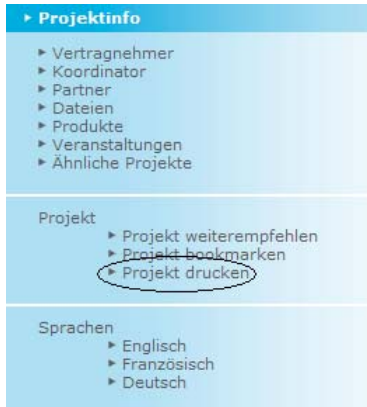 Projektinfo
Vertragnehmer
Koordinator
Partner
Dateien
Produkte
Veranstaltungen
Ähnliche Projekte
Projekt
Projekt weiterempfehlen
Projekt bookmarken
Projekt drucken
Sprachen
Englisch
Französisch
Deutsch